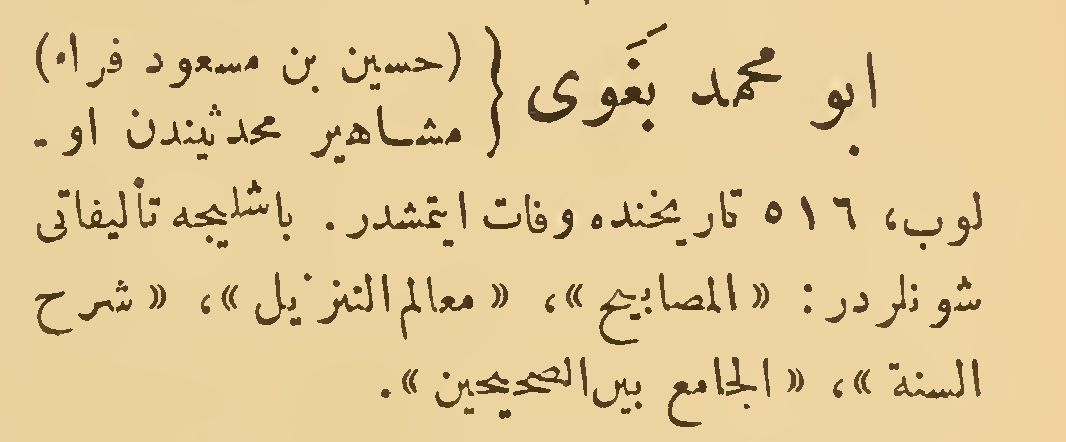 ابو محمد بَغَوى { (حسين بن مسعود فراء)
مشاهير محدثيندن او-
لوب، ٥١٦ تاريخنده وفات ايتمشدر. باشليجه تأليفاتى
شونلردر: «المصابيح»، «معالم التنزيل»، «شرح
السنة»، «الجامع بين الصحيحين».